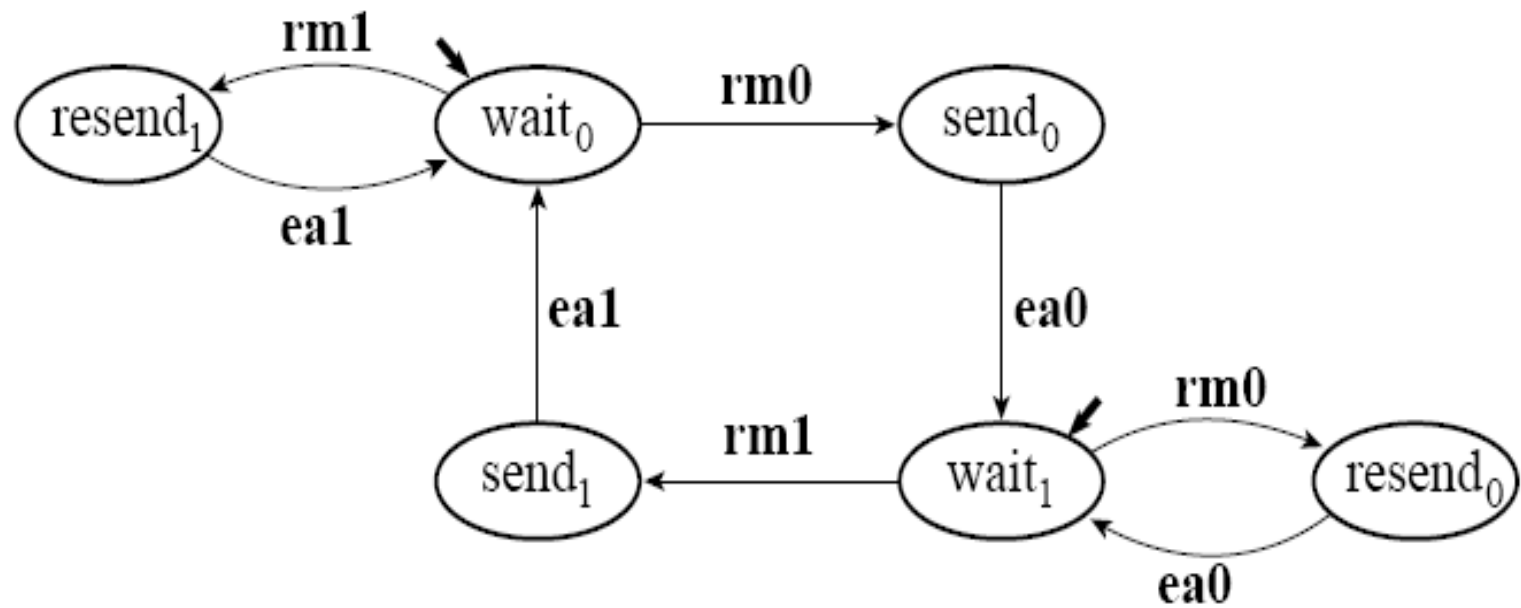 rm1
resend₁
wait₀
rm0
send₀
ea1
ea1
ea0
rm0
send₁
rm1
wait₁
resend₀
ea0